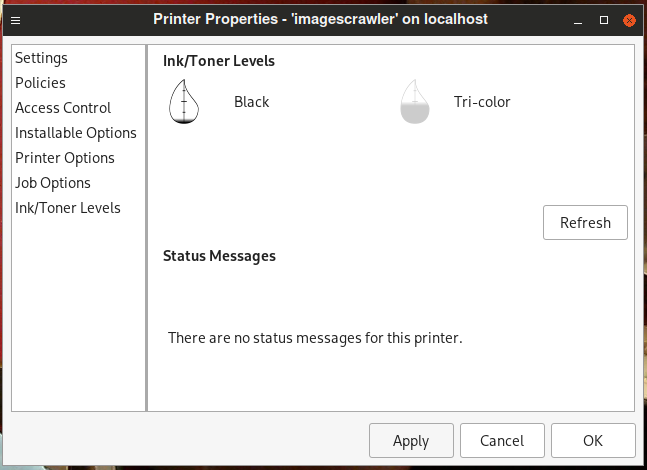 Printer Properties - 'imagescrawler' on localhost
Settings
Policies
Access Control
Installable Options
Printer Options
Job Options
Ink/Toner Levels
Ink/Toner Levels
Black
Tri-color
Refresh
Status Messages
There are no status messages for this printer.
Apply
Cancel
OK